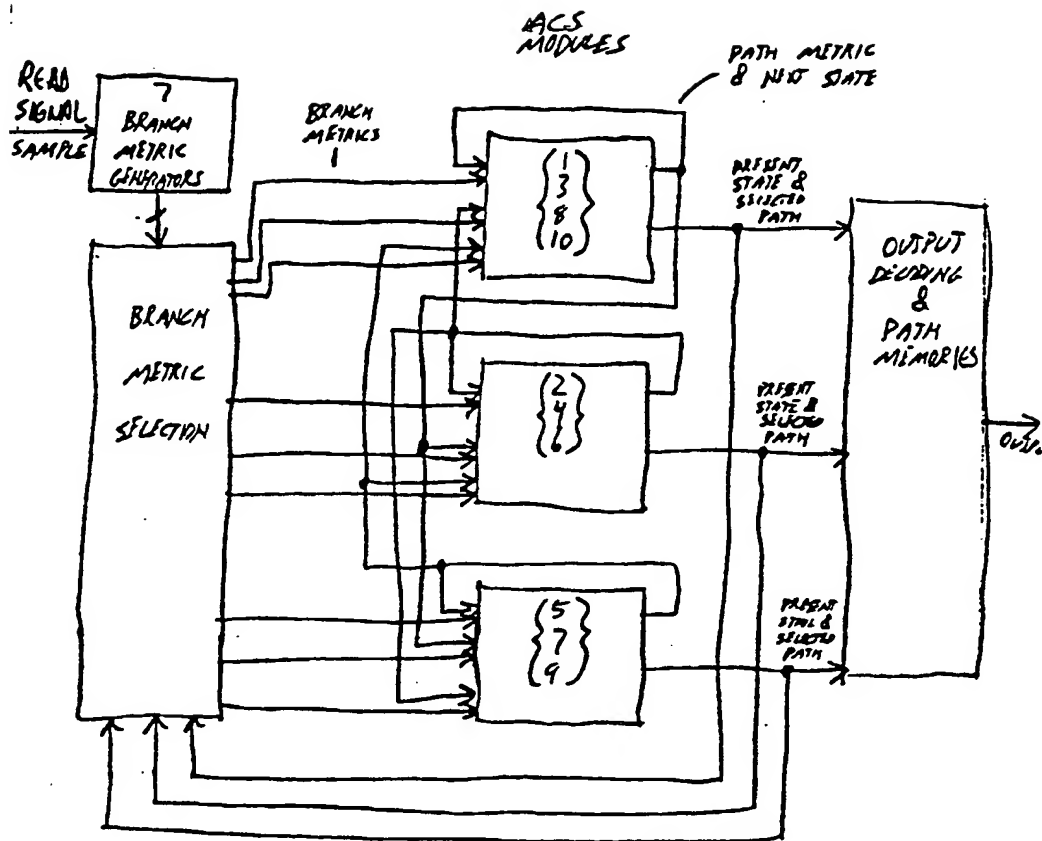 ACS
MODULES
PATH METRIC
& NEXT STATE
READ
SIGNAL
SAMPLE
7
BRANCH
METRIC
GENERATORS
BRANCH
METRICS
1
3
8
10
PRESENT
STATE &
SELECTED
PATH
OUTPUT
DECODING
&
PATH
MEMORIES
BRANCH
METRIC
SELECTION
2
4
6
PRESENT
STATE &
SELECTED
PATH
5
7
9
PRESENT
STATE &
SELECTED
PATH